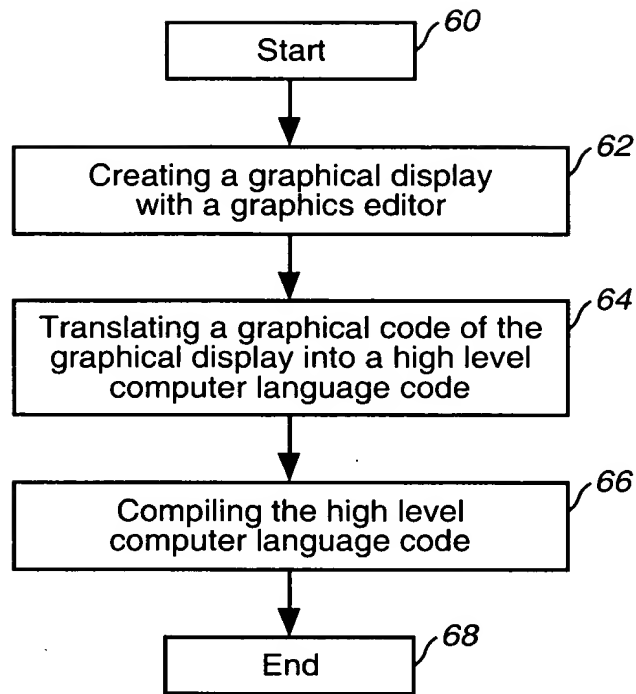 60
Start
62
Creating a graphical display
with a graphics editor
64
Translating a graphical code of the
graphical display into a high level
computer language code
66
Compiling the high level
computer language code
68
End